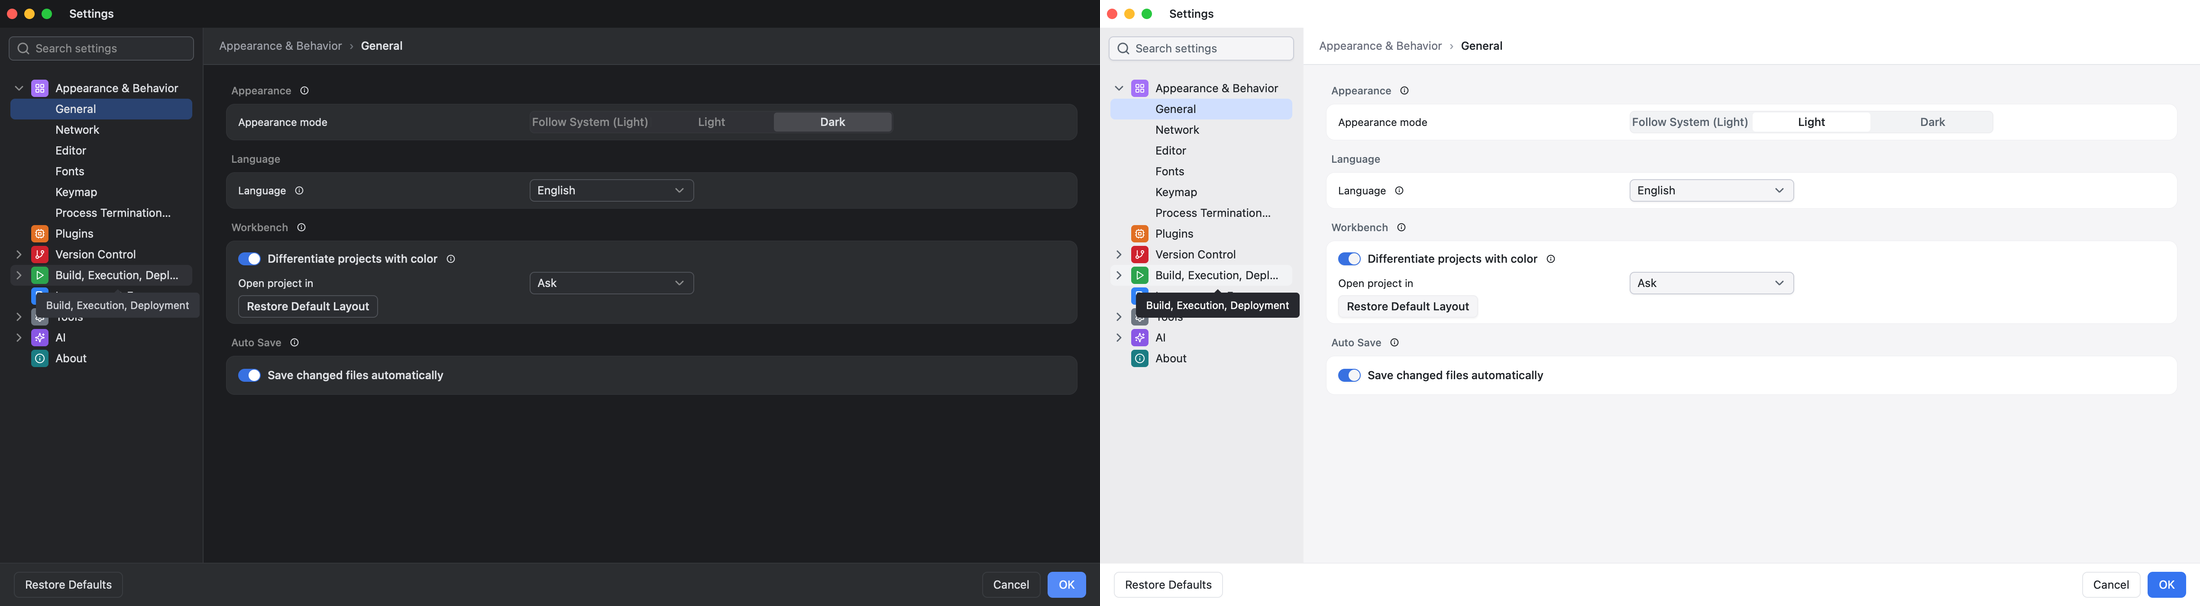 Settings
Search settings
Appearance & Behavior
General
Network
Editor
Fonts
Keymap
Process Termination...
Plugins
Version Control
Build, Execution, Depl...
Build, Execution, Deployment
Tools
AI
About
Appearance & Behavior › General
Appearance
Appearance mode
Follow System (Light) Light Dark
Language
Language
English
Workbench
Differentiate projects with color
Open project in
Ask
Restore Default Layout
Auto Save
Save changed files automatically
Restore Defaults
Cancel
OK
Settings
Search settings
Appearance & Behavior
General
Network
Editor
Fonts
Keymap
Process Termination...
Plugins
Version Control
Build, Execution, Depl...
Build, Execution, Deployment
Tools
AI
About
Appearance & Behavior › General
Appearance
Appearance mode
Follow System (Light) Light Dark
Language
Language
English
Workbench
Differentiate projects with color
Open project in
Ask
Restore Default Layout
Auto Save
Save changed files automatically
Restore Defaults
Cancel
OK